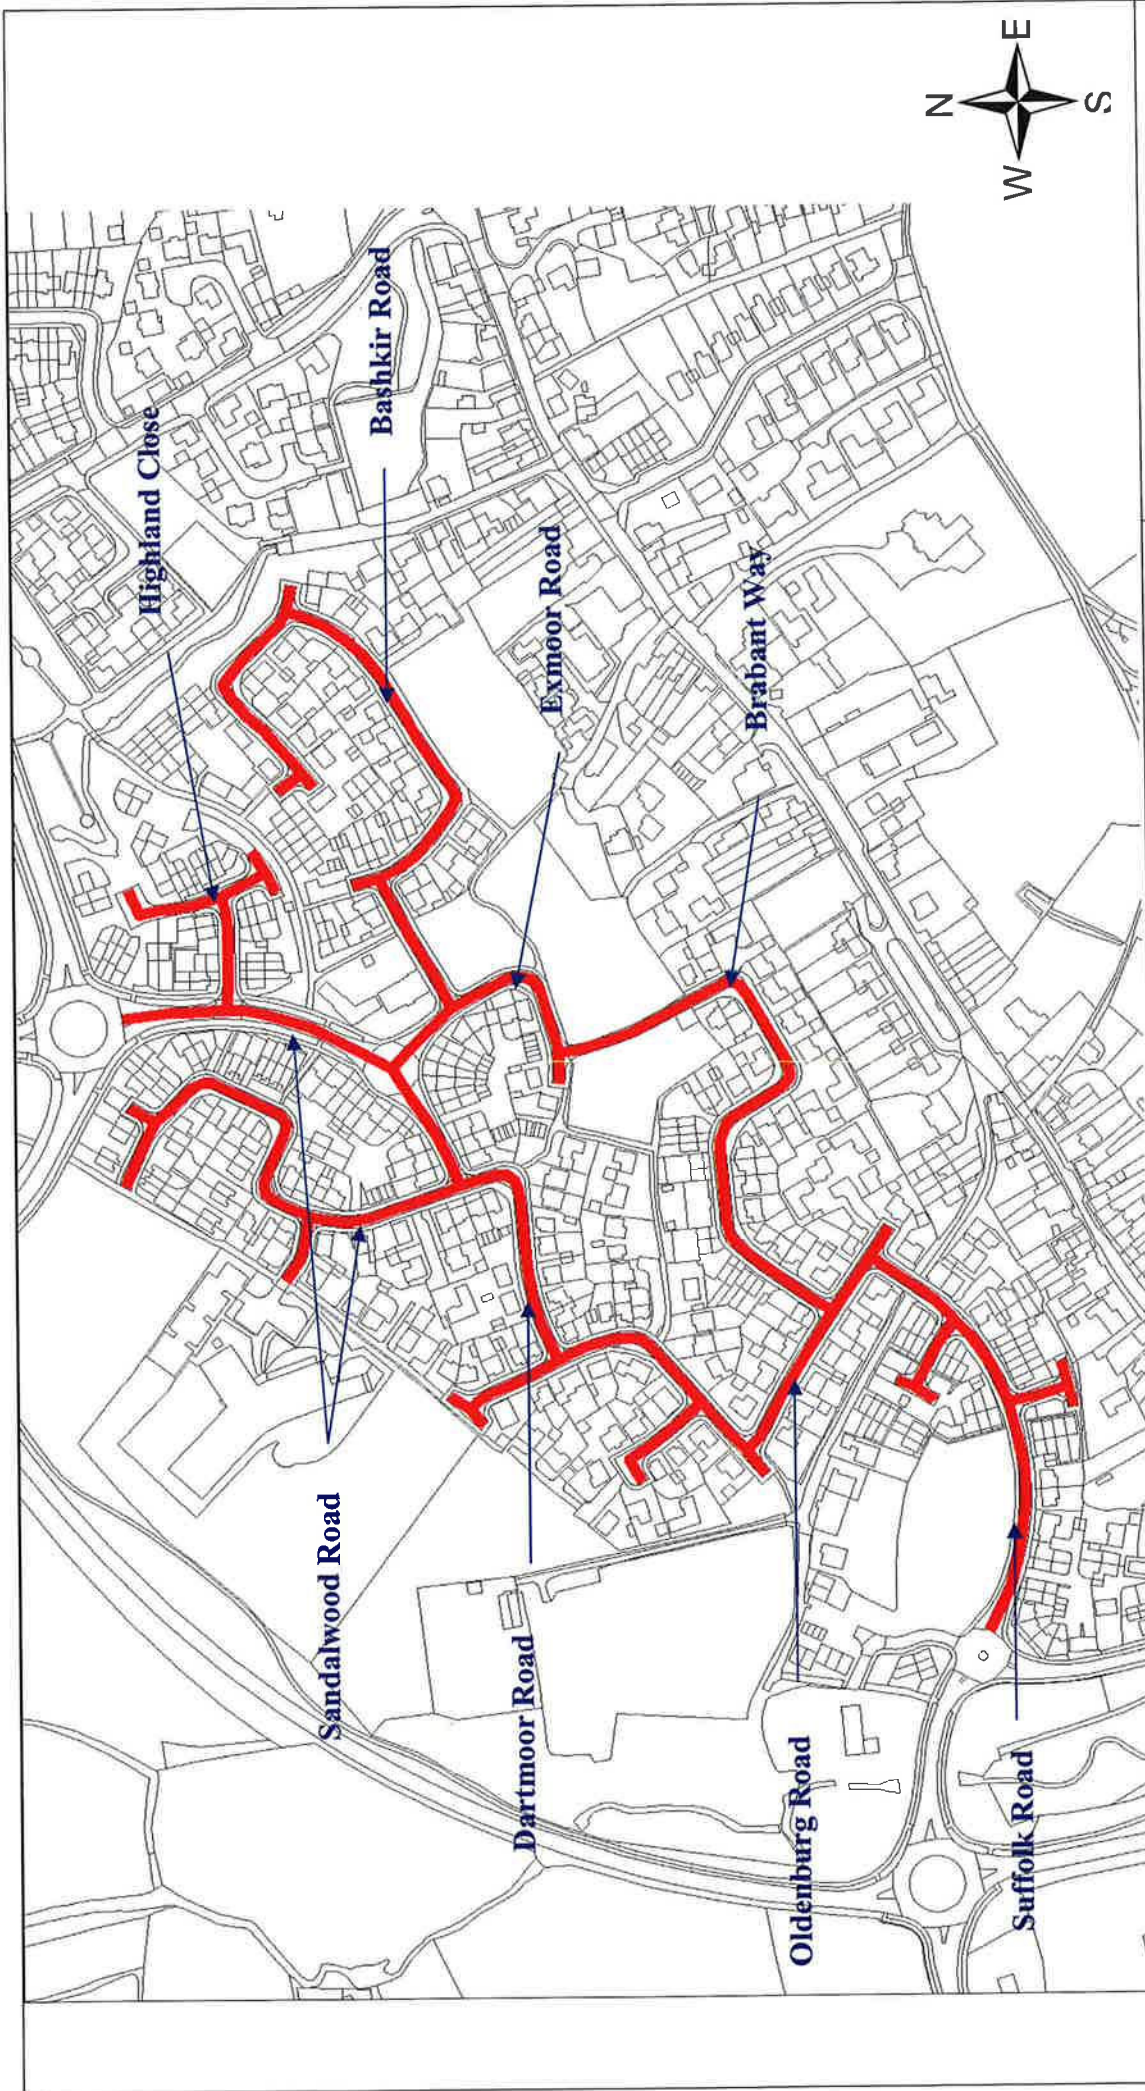 Highland Close
Bashkir Road
Exmoor Road
Brabant Way
Sandalwood Road
Dartmoor Road
Oldenburg Road
Suffolk Road
N
W
E
S